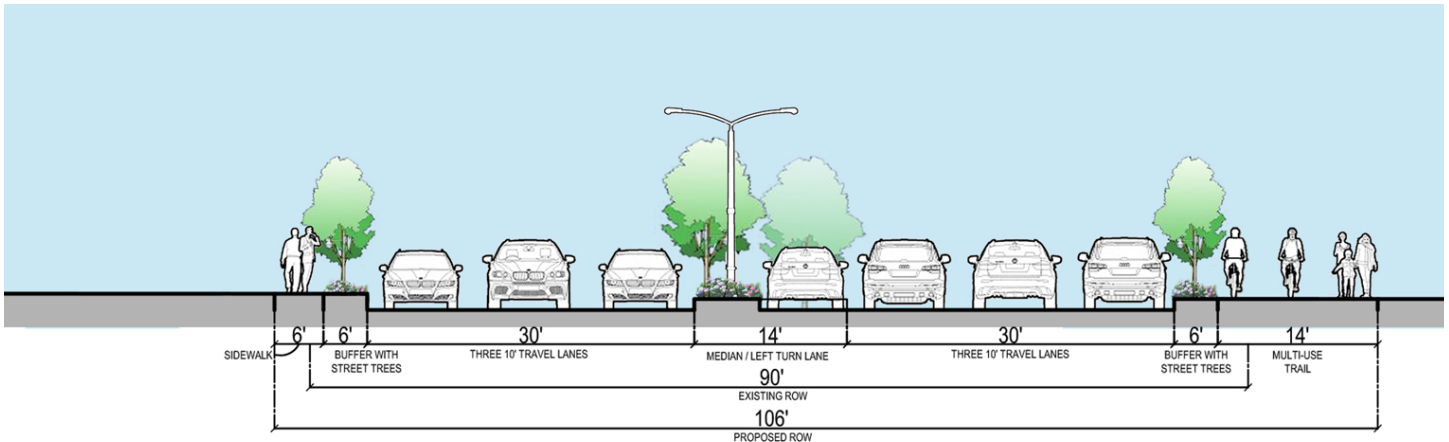 6' 6' 30' 14' 30' 6' 14'
SIDEWALK BUFFER WITH THREE 10' TRAVEL LANES MEDIAN / LEFT TURN LANE THREE 10' TRAVEL LANES BUFFER WITH MULTI-USE
STREET TREES STREET TREES TRAIL
90'
EXISTING ROW
106'
PROPOSED ROW